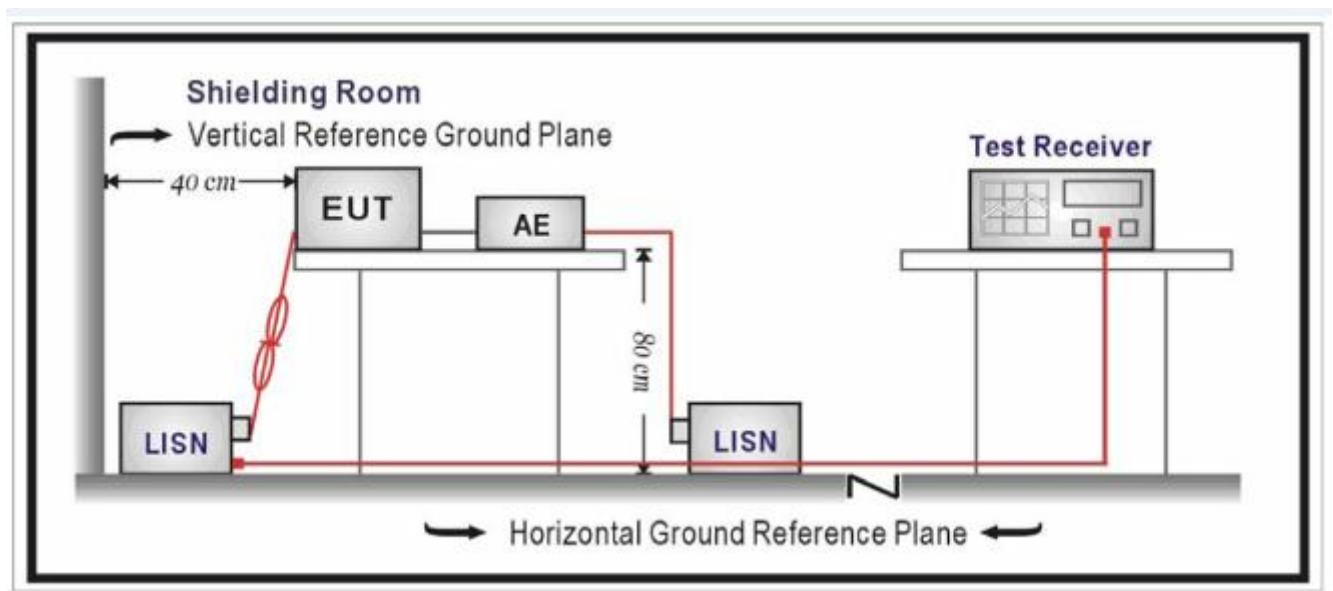 Shielding Room
Vertical Reference Ground Plane
Test Receiver
40 cm
EUT
AE
80 cm
LISN
LISN
Horizontal Ground Reference Plane